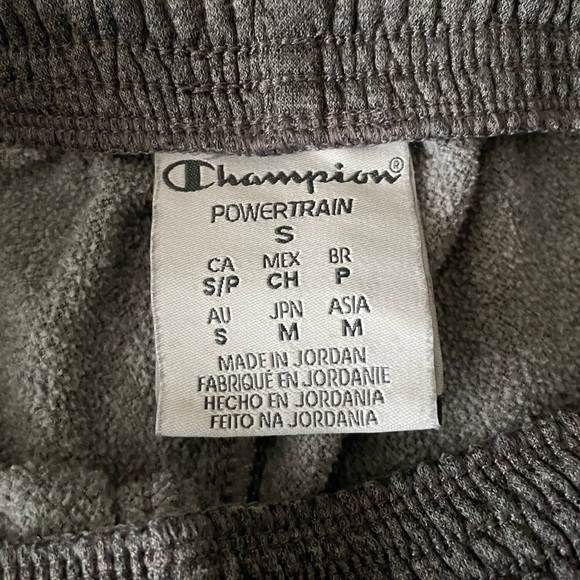 Champion®
POWERTRAIN
S
CA MEX BR
S/P CH P
AU JPN ASIA
S M M
MADE IN JORDAN
FABRIQUÉ EN JORDANIE
HECHO EN JORDANIA
FEITO NA JORDANIA